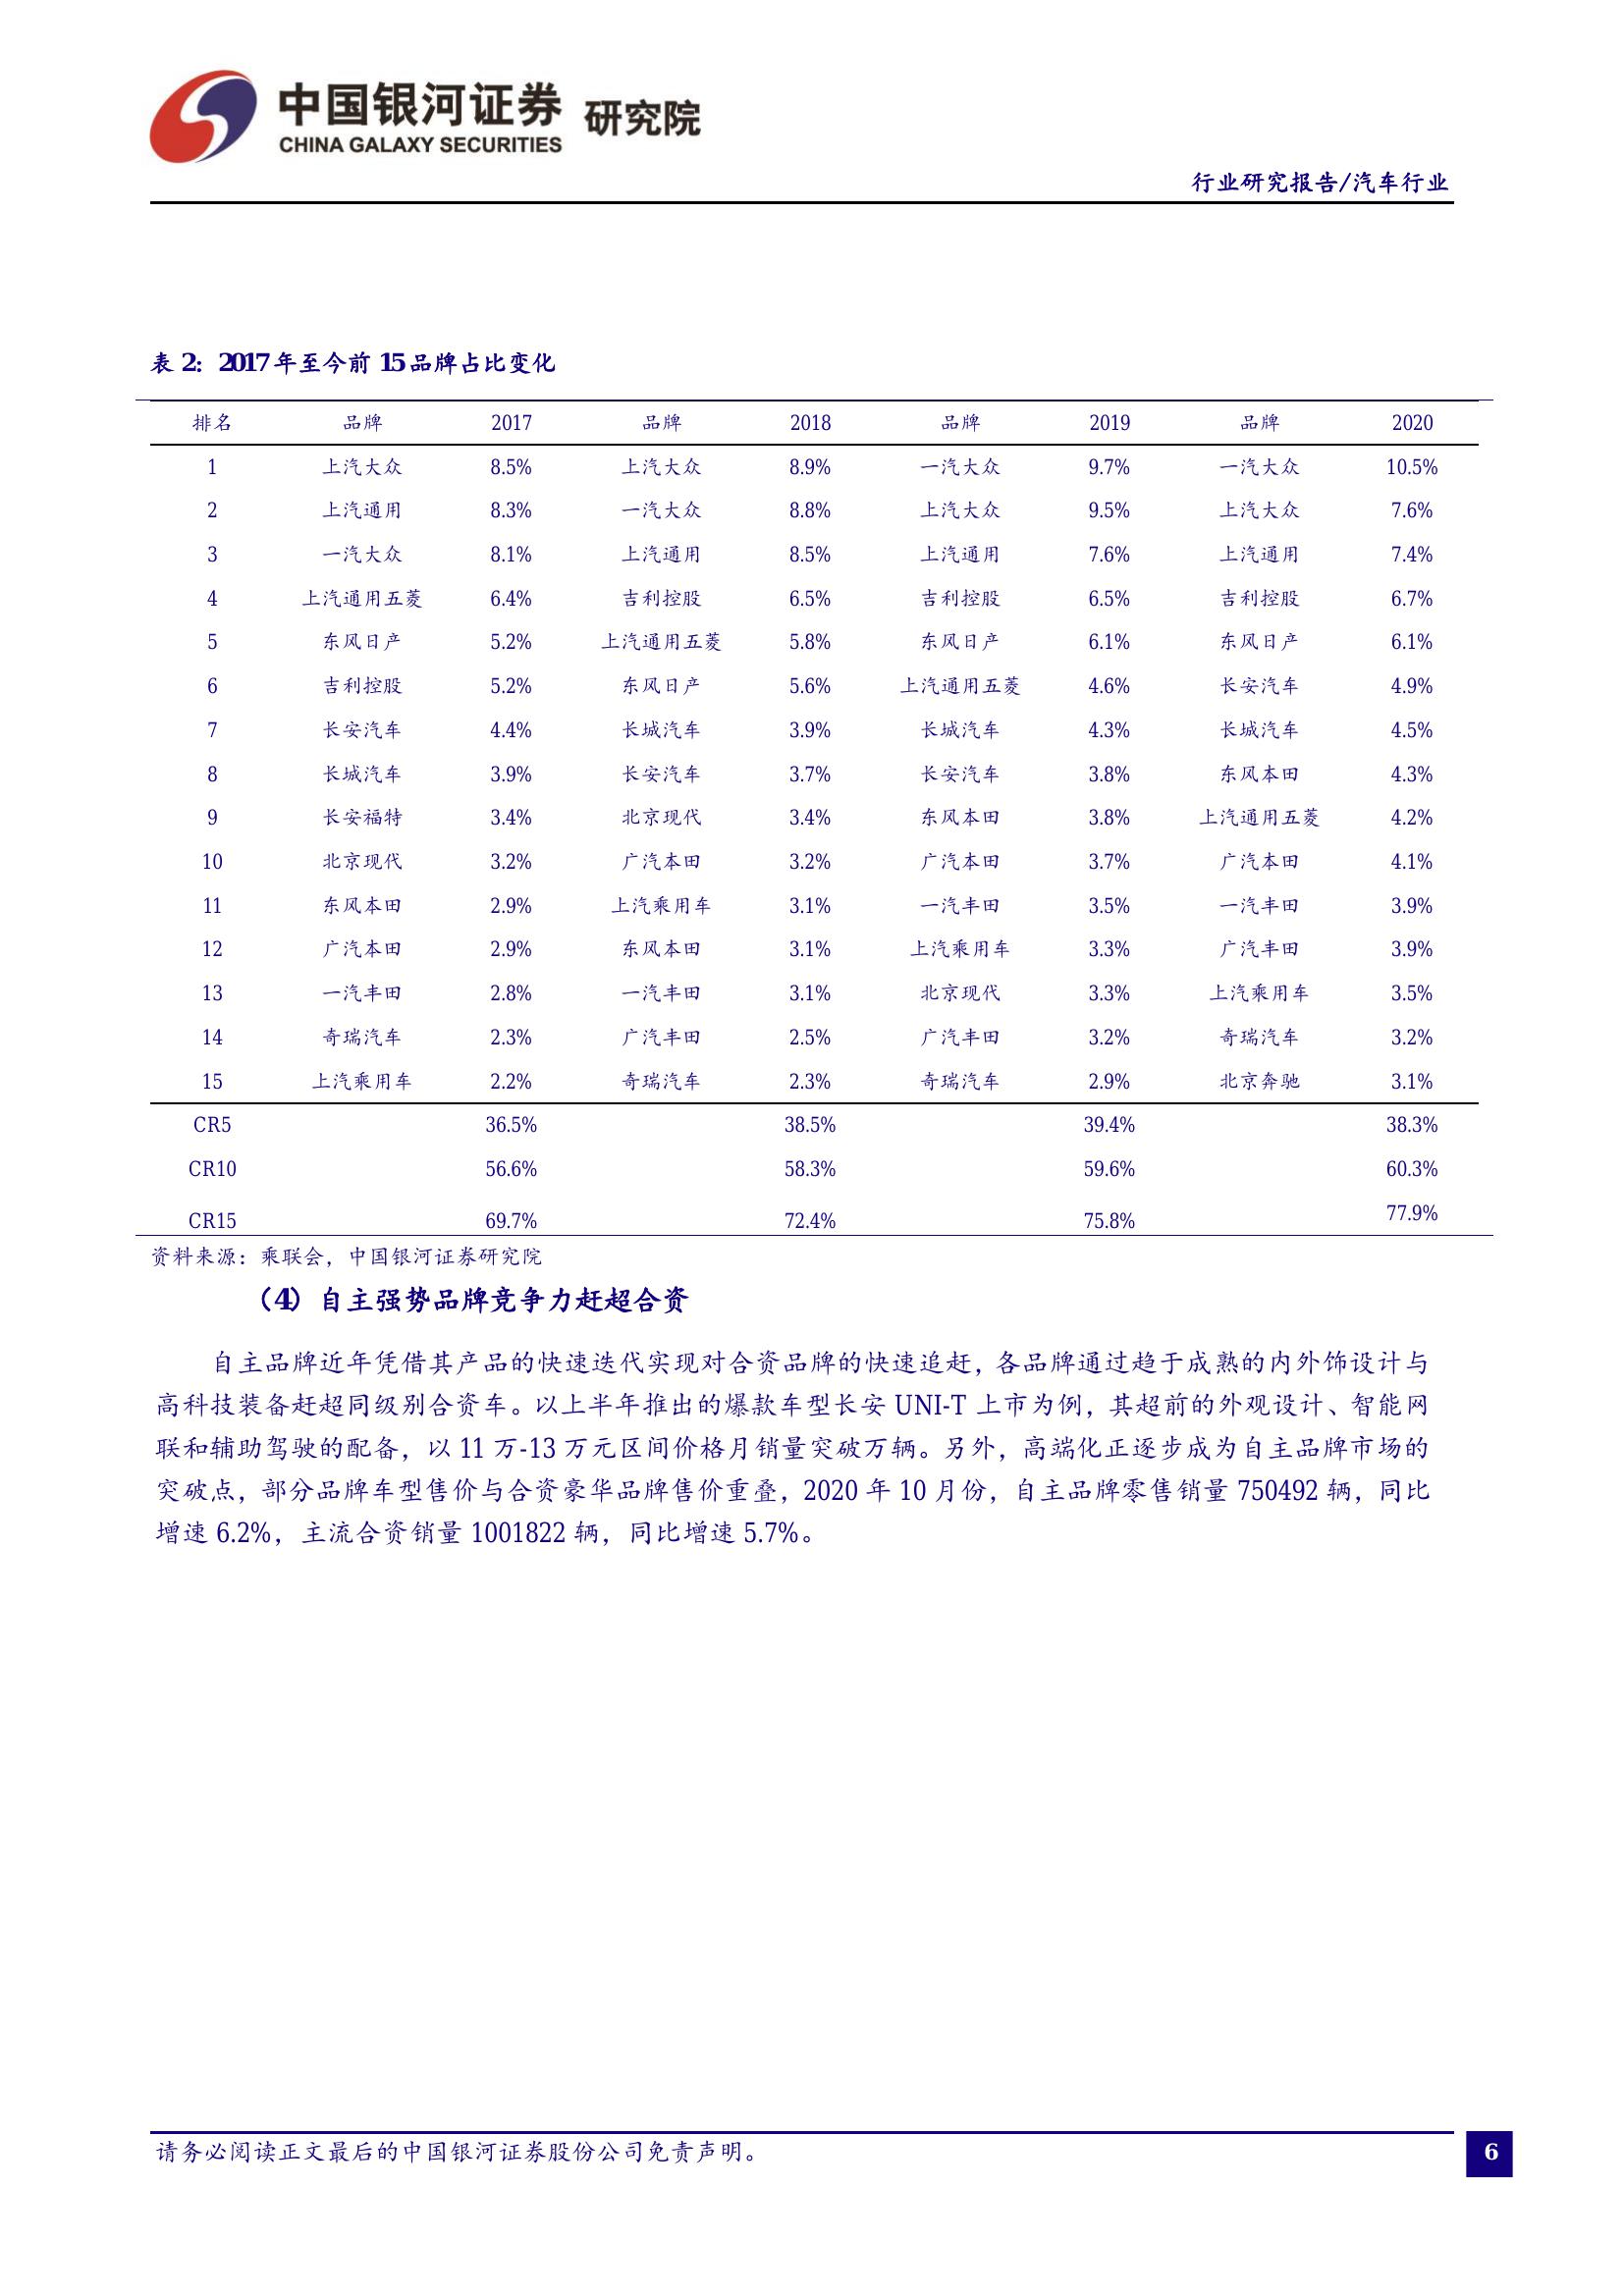 中国银河证券 研究院
CHINA GALAXY SECURITIES
行业研究报告/汽车行业
表 2：2017 年至今前 15 品牌占比变化
排名 品牌 2017 品牌 2018 品牌 2019 品牌 2020
1 上汽大众 8.5% 上汽大众 8.9% 一汽大众 9.7% 一汽大众 10.5%
2 上汽通用 8.3% 一汽大众 8.8% 上汽大众 9.5% 上汽大众 7.6%
3 一汽大众 8.1% 上汽通用 8.5% 上汽通用 7.6% 上汽通用 7.4%
4 上汽通用五菱 6.4% 吉利控股 6.5% 吉利控股 6.5% 吉利控股 6.7%
5 东风日产 5.2% 上汽通用五菱 5.8% 东风日产 6.1% 东风日产 6.1%
6 吉利控股 5.2% 东风日产 5.6% 上汽通用五菱 4.6% 长安汽车 4.9%
7 长安汽车 4.4% 长城汽车 3.9% 长城汽车 4.3% 长城汽车 4.5%
8 长城汽车 3.9% 长安汽车 3.7% 长安汽车 3.8% 东风本田 4.3%
9 长安福特 3.4% 北京现代 3.4% 东风本田 3.8% 上汽通用五菱 4.2%
10 北京现代 3.2% 广汽本田 3.2% 广汽本田 3.7% 广汽本田 4.1%
11 东风本田 2.9% 上汽乘用车 3.1% 一汽丰田 3.5% 一汽丰田 3.9%
12 广汽本田 2.9% 东风本田 3.1% 上汽乘用车 3.3% 广汽丰田 3.9%
13 一汽丰田 2.8% 一汽丰田 3.1% 北京现代 3.3% 上汽乘用车 3.5%
14 奇瑞汽车 2.3% 广汽丰田 2.5% 广汽丰田 3.2% 奇瑞汽车 3.2%
15 上汽乘用车 2.2% 奇瑞汽车 2.3% 奇瑞汽车 2.9% 北京奔驰 3.1%
CR5 36.5% 38.5% 39.4% 38.3%
CR10 56.6% 58.3% 59.6% 60.3%
CR15 69.7% 72.4% 75.8% 77.9%
资料来源：乘联会，中国银河证券研究院
（4）自主强势品牌竞争力赶超合资
自主品牌近年凭借其产品的快速迭代实现对合资品牌的快速追赶，各品牌通过趋于成熟的内外饰设计与
高科技装备赶超同级别合资车。以上半年推出的爆款车型长安 UNI-T 上市为例，其超前的外观设计、智能网
联和辅助驾驶的配备，以 11 万-13 万元区间价格月销量突破万辆。另外，高端化正逐步成为自主品牌市场的
突破点，部分品牌车型售价与合资豪华品牌售价重叠，2020 年 10 月份，自主品牌零售销量 750492 辆，同比
增速 6.2%，主流合资销量 1001822 辆，同比增速 5.7%。
请务必阅读正文最后的中国银河证券股份公司免责声明。
6